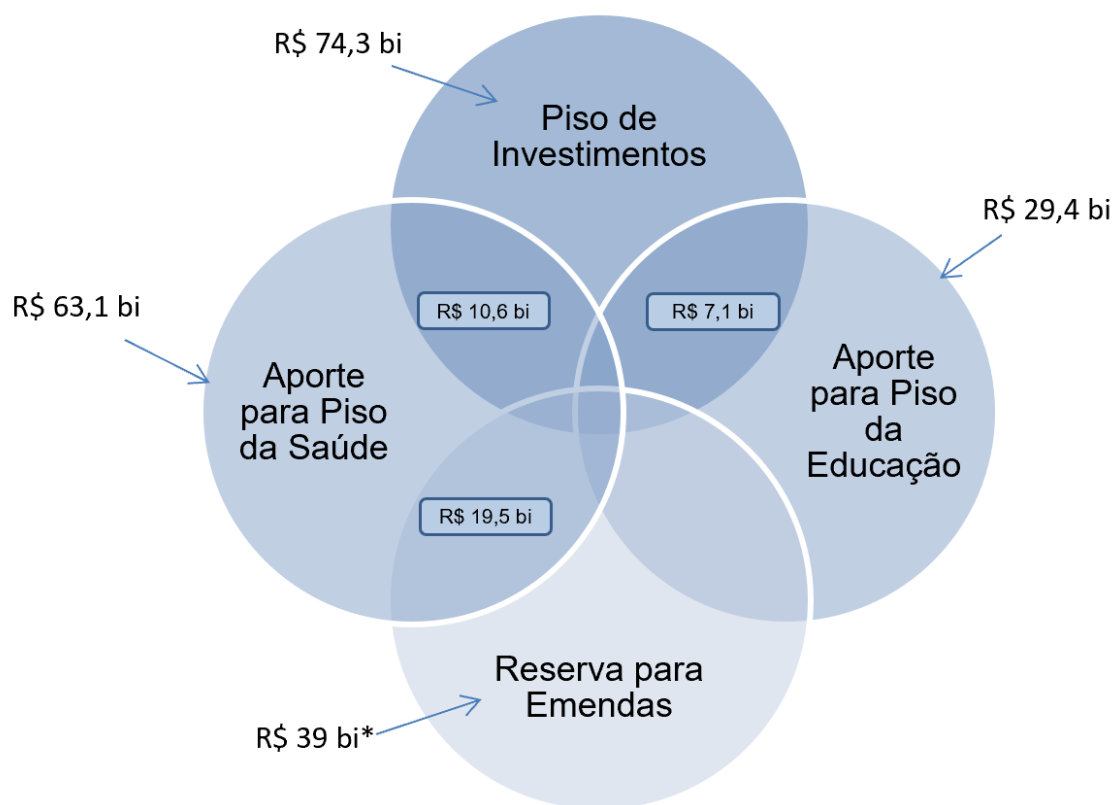 R$ 74,3 bi
Piso de
Investimentos
R$ 29,4 bi
R$ 63,1 bi
R$ 10,6 bi
R$ 7,1 bi
Aporte
para Piso
da Saúde
Aporte
para Piso
da
Educação
R$ 19,5 bi
Reserva para
Emendas
R$ 39 bi*